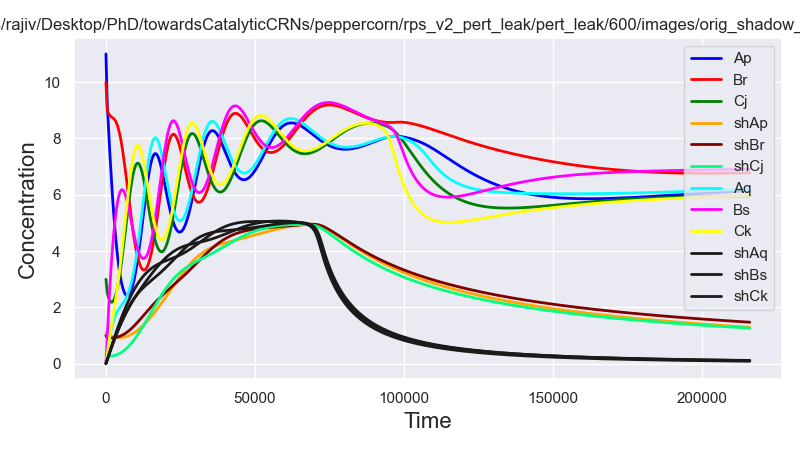 s/rajiv/Desktop/PhD/towardsCatalyticCRNs/peppercorn/rps_v2_pert_leak/pert_leak/600/images/orig_shadow_
Concentration
10
8
6
4
2
0
0
50000
100000
150000
200000
Time
Ap
Br
Cj
shAp
shBr
shCj
Aq
Bs
Ck
shAq
shBs
shCk